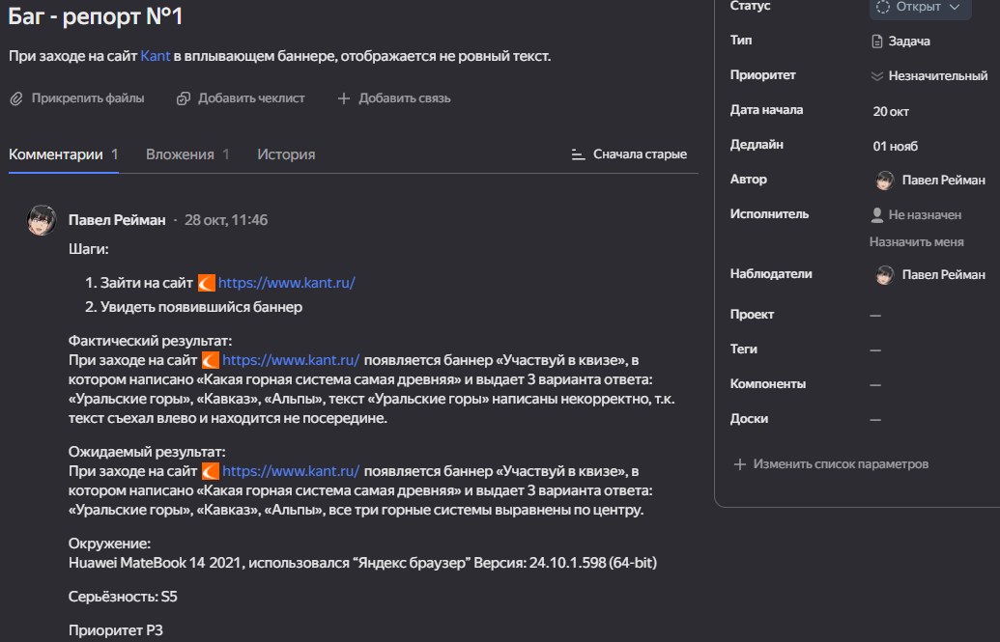 Баг - репорт №1
При заходе на сайт Kant в вплывающем баннере, отображается не ровный текст.
Прикрепить файлы
Добавить чеклист
Добавить связь
Комментарии 1
Вложения 1
История
Сначала старые
Павел Рейман · 28 окт, 11:46
Шаги:
1. Зайти на сайт https://www.kant.ru/
2. Увидеть появившийся баннер
Фактический результат:
При заходе на сайт https://www.kant.ru/ появляется баннер «Участвуй в квизе», в
котором написано «Какая горная система самая древняя» и выдает 3 варианта ответа:
«Уральские горы», «Кавказ», «Альпы», текст «Уральские горы» написаны некорректно, т.к.
текст съехал влево и находится не посередине.
Ожидаемый результат:
При заходе на сайт https://www.kant.ru/ появляется баннер «Участвуй в квизе», в
котором написано «Какая горная система самая древняя» и выдает 3 варианта ответа:
«Уральские горы», «Кавказ», «Альпы», все три горные системы выравнены по центру.
Окружение:
Huawei MateBook 14 2021, использовался “Яндекс браузер” Версия: 24.10.1.598 (64-bit)
Серьёзность: S5
Приоритет P3
Статус
Открыт
Тип
Задача
Приоритет
Незначительный
Дата начала
20 окт
Дедлайн
01 нояб
Автор
Павел Рейман
Исполнитель
Не назначен
Назначить меня
Наблюдатели
Павел Рейман
Проект
—
Теги
—
Компоненты
—
Доски
—
Изменить список параметров